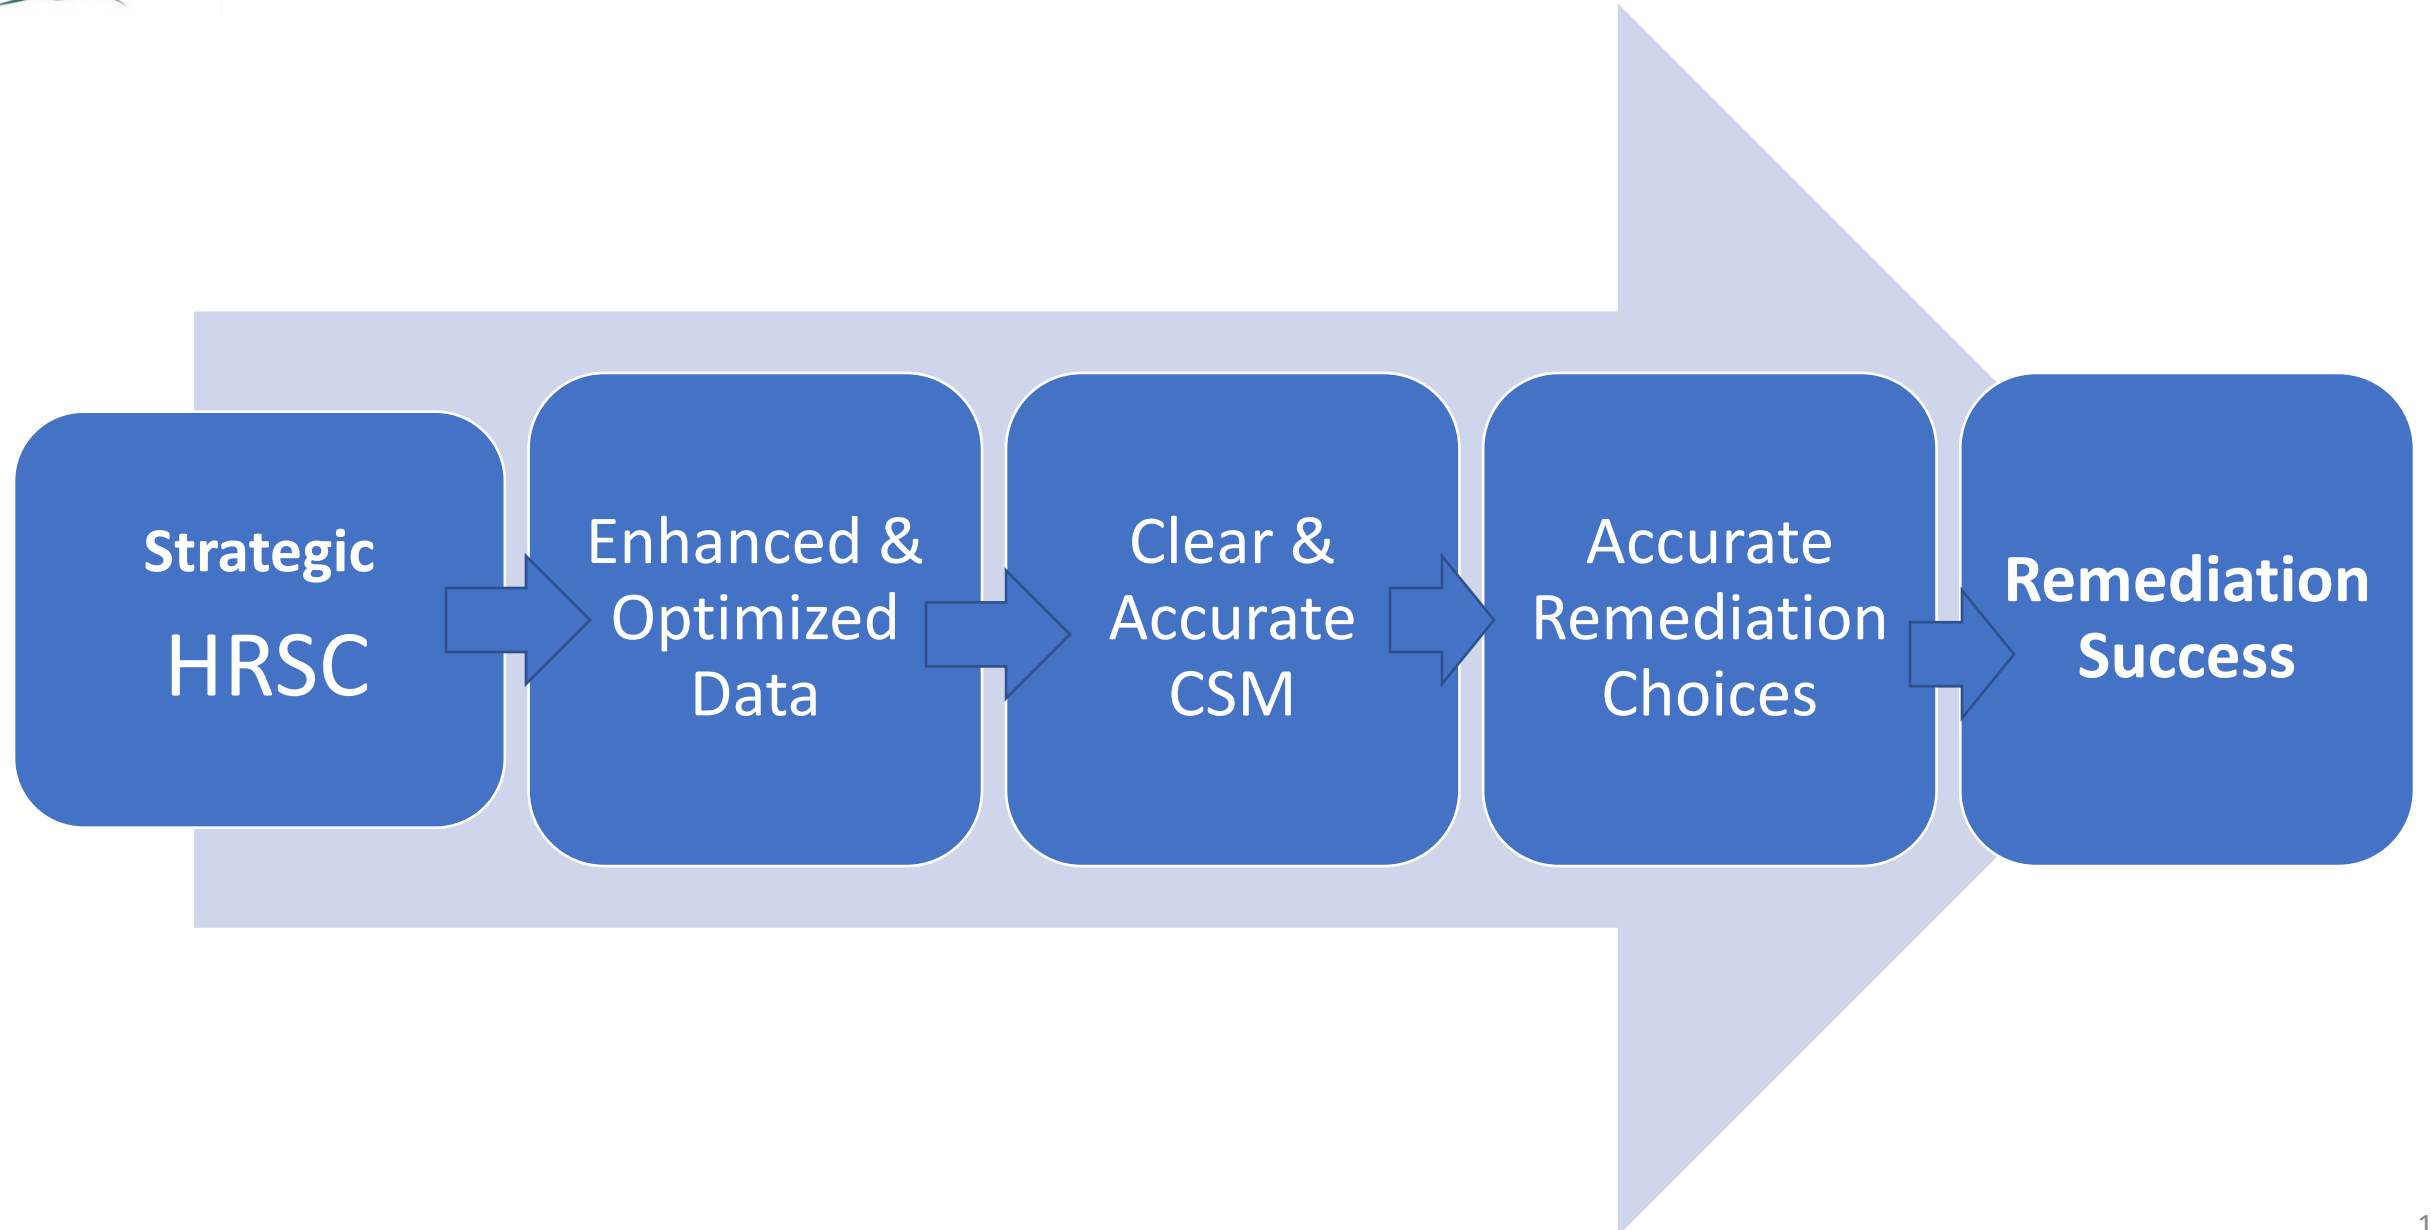 Strategic
HRSC
Enhanced &
Optimized
Data
Clear &
Accurate
CSM
Accurate
Remediation
Choices
Remediation
Success